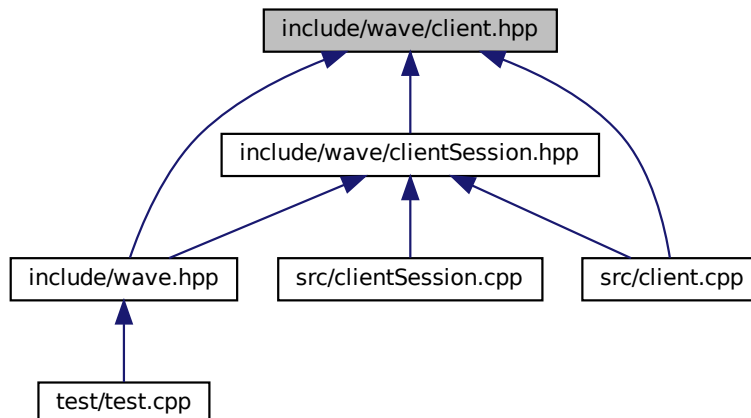 include/wave/client.hpp
include/wave/clientSession.hpp
include/wave.hpp
src/clientSession.cpp
src/client.cpp
test/test.cpp